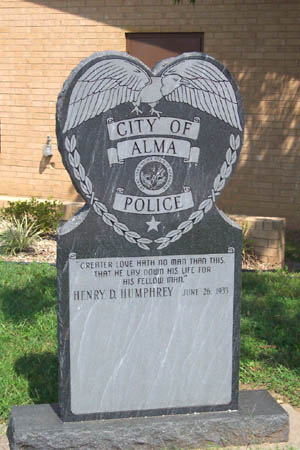 CITY OF
ALMA
POLICE
"GREATER LOVE HATH NO MAN THAN THIS,
THAT HE LAY DOWN HIS LIFE FOR
HIS FELLOW MAN."
HENRY D. HUMPHREY JUNE 26, 1933